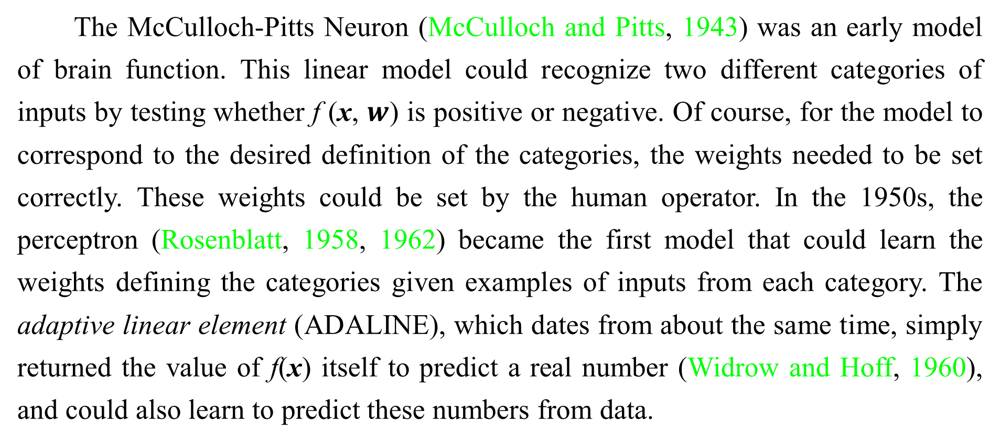 The McCulloch-Pitts Neuron (McCulloch and Pitts, 1943) was an early model
of brain function. This linear model could recognize two different categories of
inputs by testing whether f (x, w) is positive or negative. Of course, for the model to
correspond to the desired definition of the categories, the weights needed to be set
correctly. These weights could be set by the human operator. In the 1950s, the
perceptron (Rosenblatt, 1958, 1962) became the first model that could learn the
weights defining the categories given examples of inputs from each category. The
adaptive linear element (ADALINE), which dates from about the same time, simply
returned the value of f(x) itself to predict a real number (Widrow and Hoff, 1960),
and could also learn to predict these numbers from data.